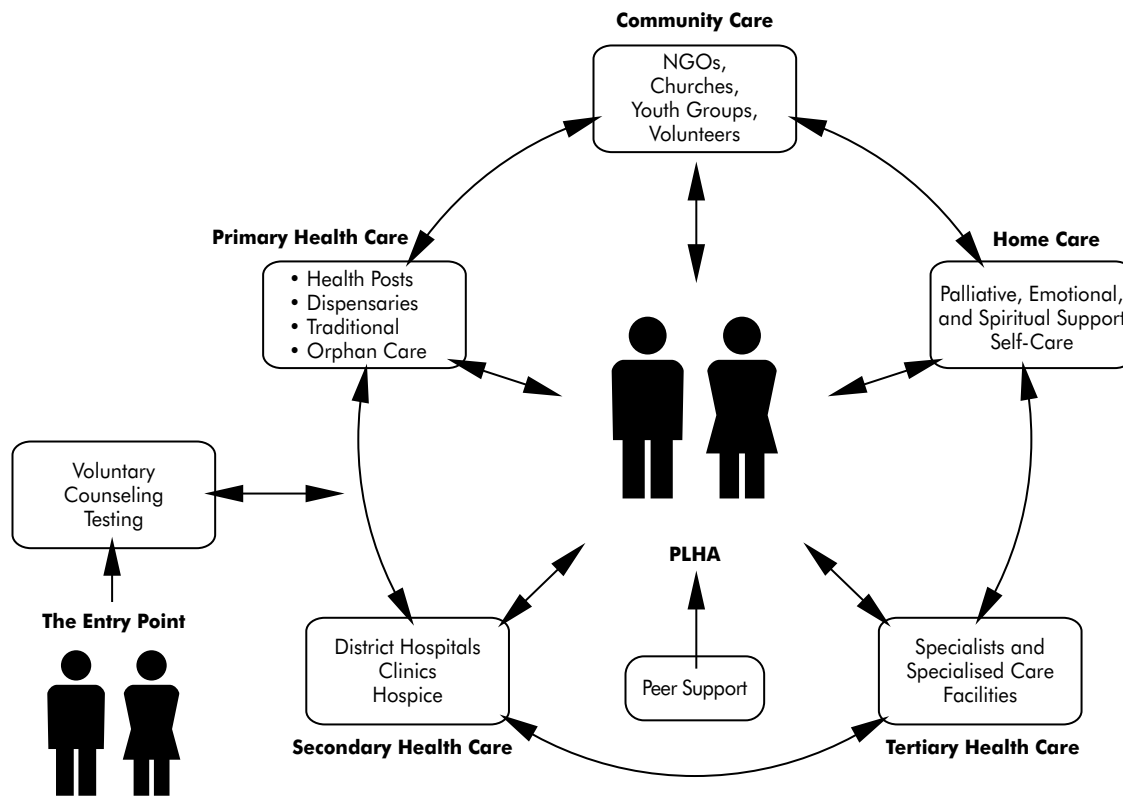 Community Care
NGOs,
Churches,
Youth Groups,
Volunteers
Primary Health Care
• Health Posts
• Dispensaries
• Traditional
• Orphan Care
Home Care
Palliative, Emotional,
and Spiritual Support
Self-Care
Voluntary
Counseling
Testing
The Entry Point
PLHA
Peer Support
District Hospitals
Clinics
Hospice
Secondary Health Care
Specialists and
Specialised Care
Facilities
Tertiary Health Care